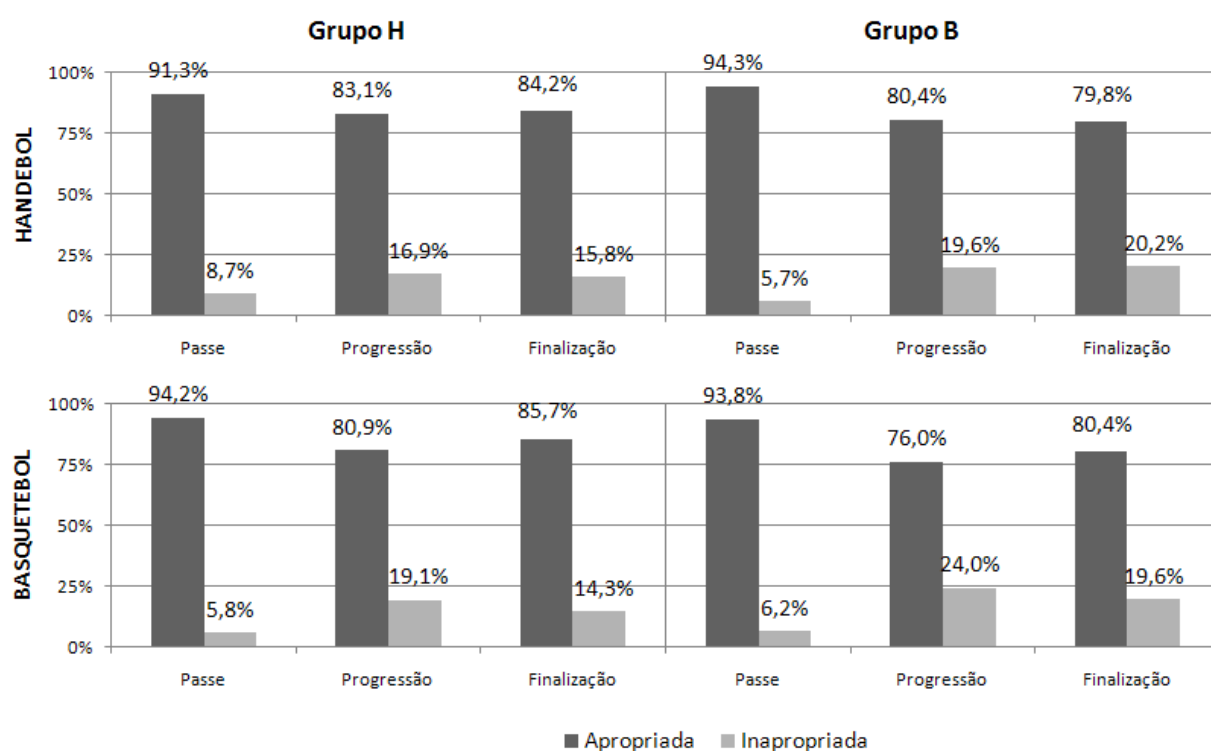 Grupo H Grupo B
HANDEBOL
91,3% 83,1% 84,2% 94,3% 80,4% 79,8%
100%
75%
50%
25%
0%
8,7% 16,9% 15,8% 5,7% 19,6% 20,2%
Passe Progressão Finalização Passe Progressão Finalização
BASQUETEBOL
94,2% 80,9% 85,7% 93,8% 76,0% 80,4%
100%
75%
50%
25%
0%
5,8% 19,1% 14,3% 6,2% 24,0% 19,6%
Passe Progressão Finalização Passe Progressão Finalização
Apropriada Inapropriada